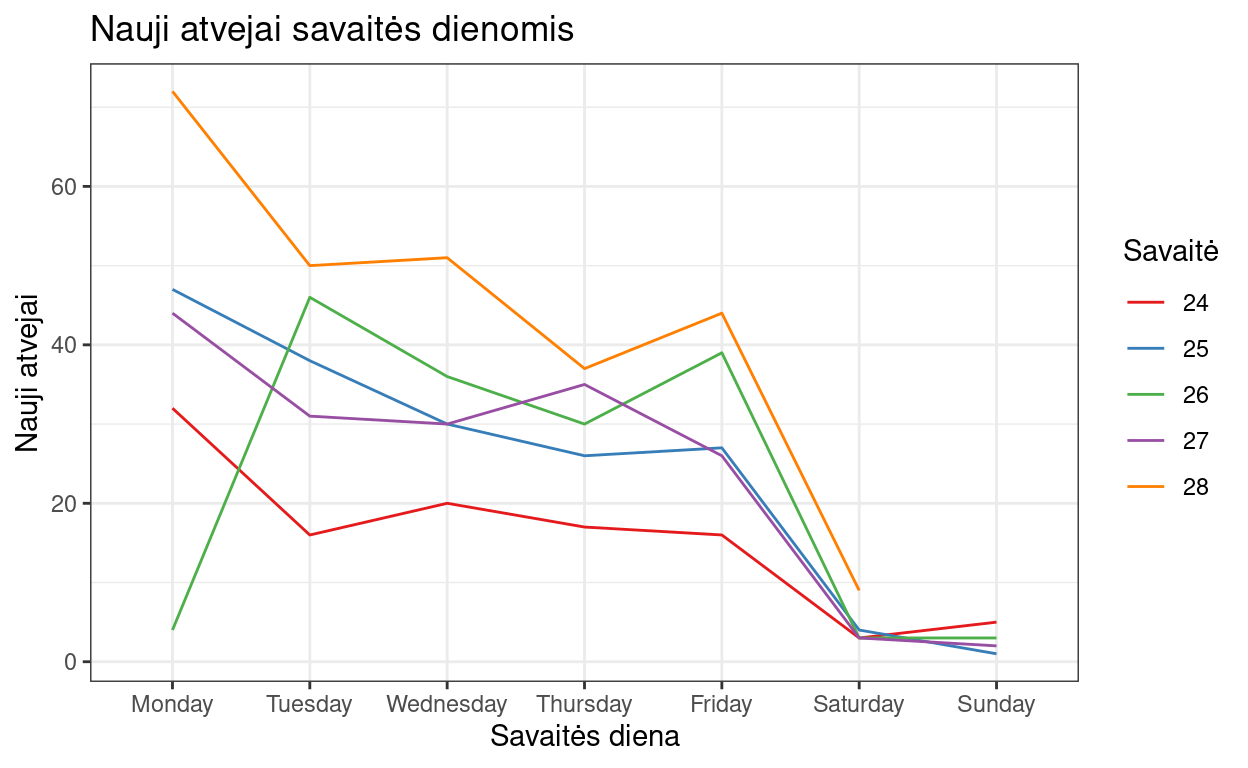 Nauji atvejai savaitės dienomis
Nauji atvejai
60
40
20
0
Monday Tuesday Wednesday Thursday Friday Saturday Sunday
Savaitės diena
Savaitė
24
25
26
27
28